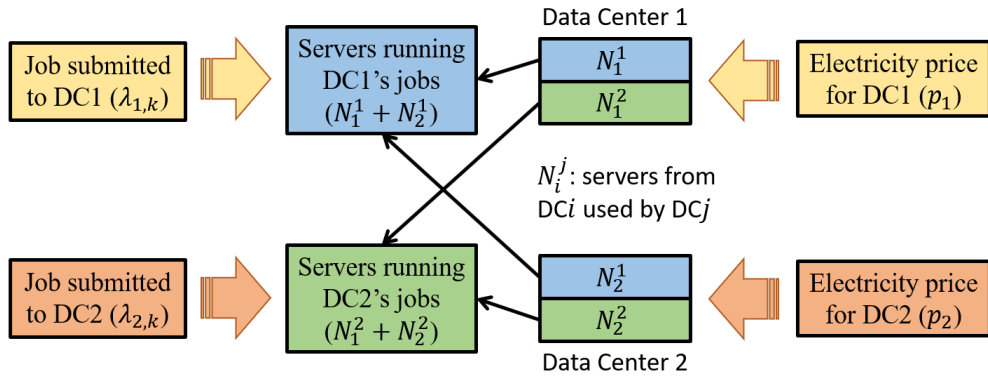 Data Center 1
Job submitted
to DC1 (λ₁,ₖ)
Servers running
DC1's jobs
(N₁¹ + N₂¹)
N₁¹
N₁²
Electricity price
for DC1 (p₁)
Nᵢʲ: servers from
DCi used by DCj
Job submitted
to DC2 (λ₂,ₖ)
Servers running
DC2's jobs
(N₁² + N₂²)
N₂¹
N₂²
Electricity price
for DC2 (p₂)
Data Center 2